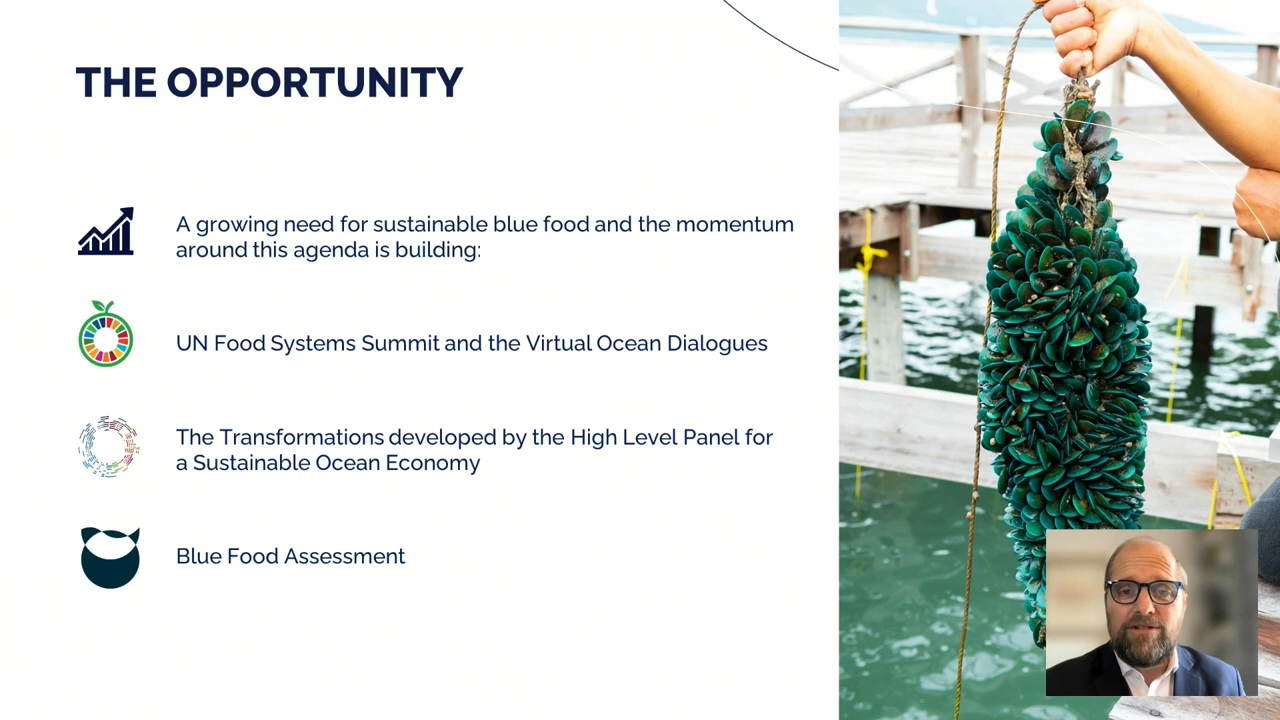 THE OPPORTUNITY
A growing need for sustainable blue food and the momentum
around this agenda is building:
UN Food Systems Summit and the Virtual Ocean Dialogues
The Transformations developed by the High Level Panel for
a Sustainable Ocean Economy
Blue Food Assessment